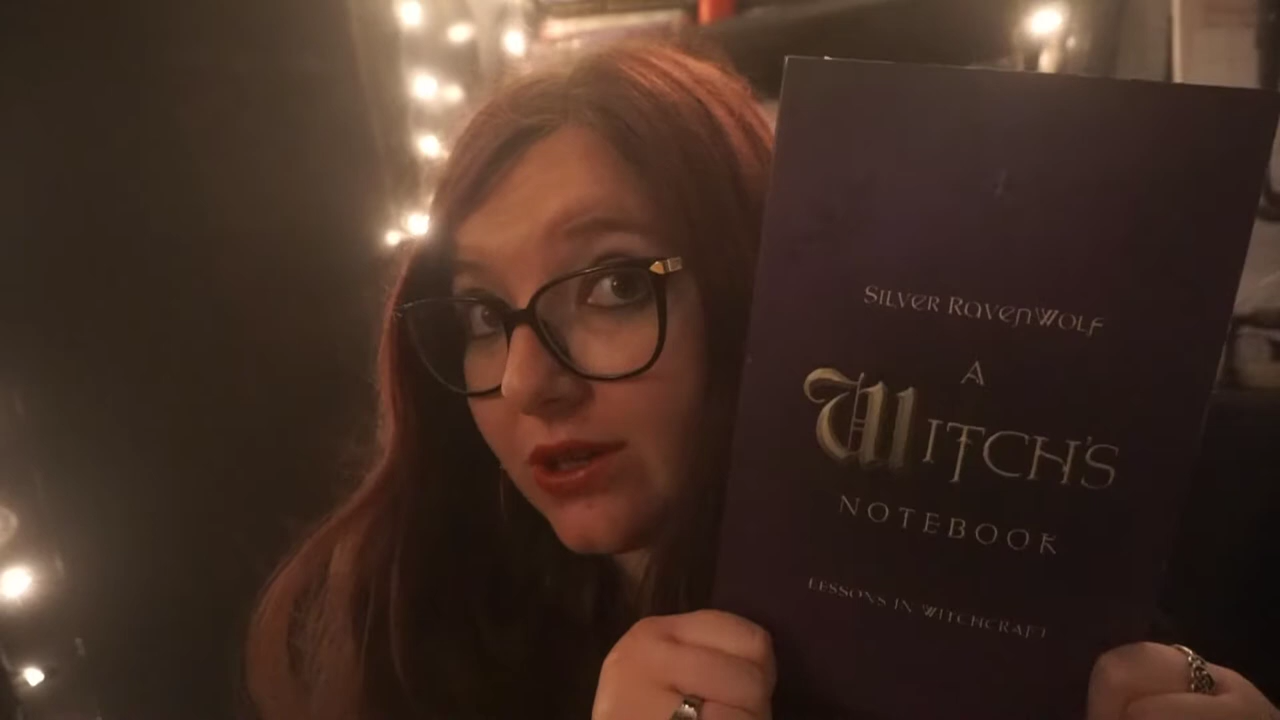 SILVER RAVENWOLF
A
WITCH'S
NOTEBOOK
LESSONS IN WITCHCRAFT